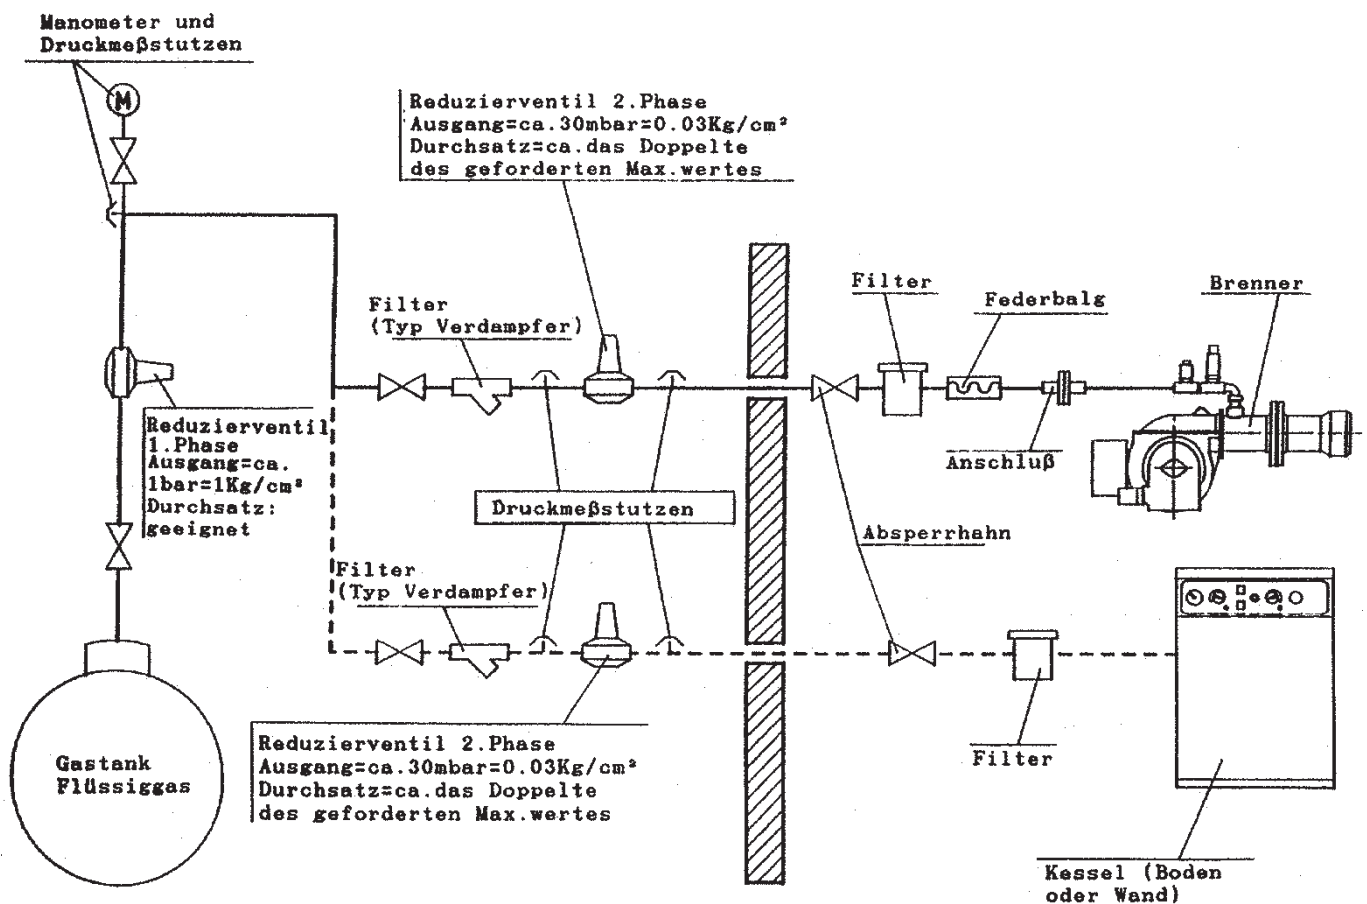 Manometer und
Druckmeßstutzen
M
Reduzierventil 2.Phase
Ausgang=ca.30mbar=0.03Kg/cm²
Durchsatz=ca.das Doppelte
des geforderten Max.wertes
Filter
(Typ Verdampfer)
Filter
Federbalg
Brenner
Reduzierventil
1.Phase
Ausgang=ca.
1bar=1Kg/cm²
Durchsatz:
geeignet
Anschluß
Druckmeßstutzen
Absperrhahn
Filter
(Typ Verdampfer)
Gastank
Flüssiggas
Reduzierventil 2.Phase
Ausgang=ca.30mbar=0.03Kg/cm²
Durchsatz=ca.das Doppelte
des geforderten Max.wertes
Filter
Kessel (Boden
oder Wand)